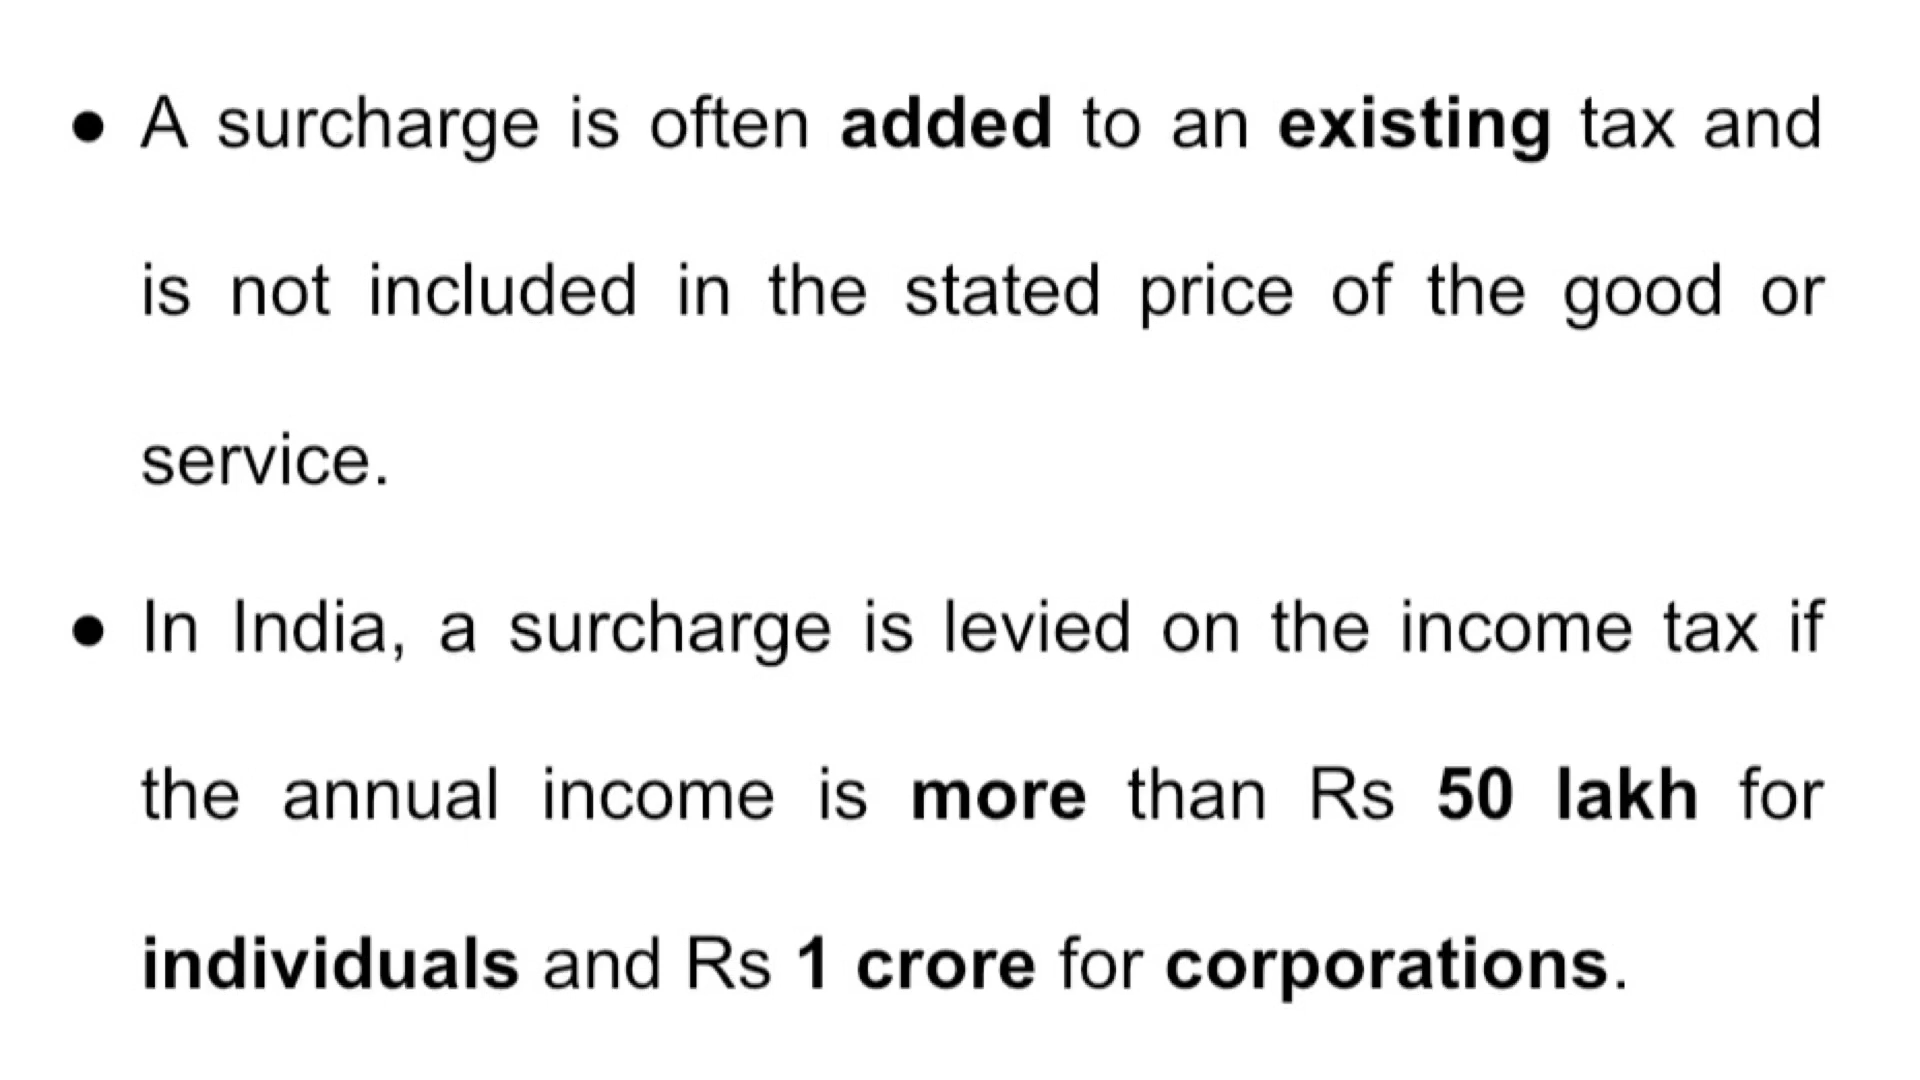 ● A surcharge is often added to an existing tax and
is not included in the stated price of the good or
service.
● In India, a surcharge is levied on the income tax if
the annual income is more than Rs 50 lakh for
individuals and Rs 1 crore for corporations.